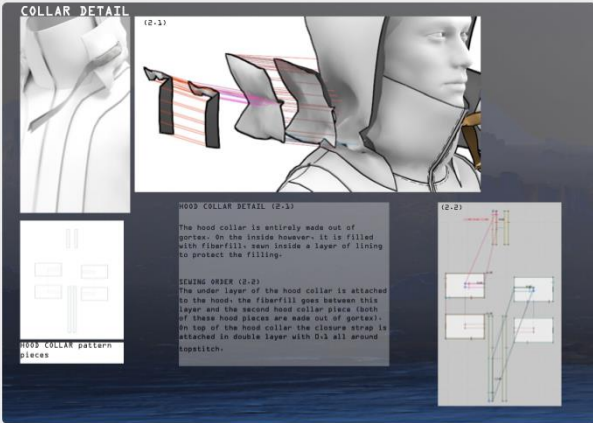 COLLAR DETAIL
(2.1)
HOOD COLLAR DETAIL (2.1)
The hood collar is entirely made out of
gortex. On the inside however, it is filled
with fiberfill, sewn inside a layer of lining
to protect the filling.
SEWING ORDER (2.2)
The under layer of the hood collar is attached
to the hood, the fiberfill goes between this
layer and the second hood collar piece (both
of these hood pieces are made out of gortex).
On top of the hood collar the closure strap is
attached in double layer with 0.1 all around
topstitch.
(2.2)
HOOD COLLAR pattern
pieces